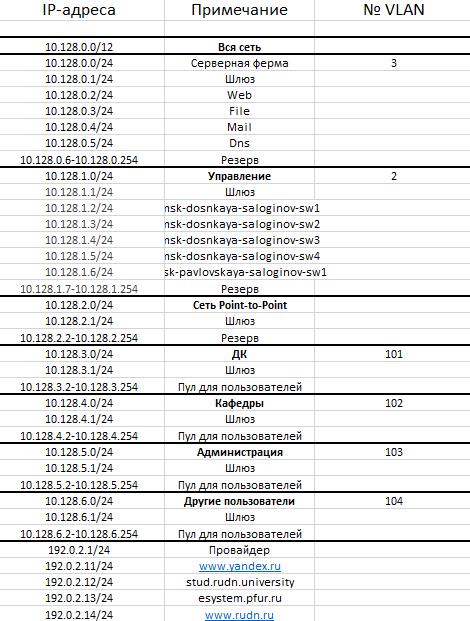 IP-адреса Примечание № VLAN
10.128.0.0/12 Вся сеть
10.128.0.0/24 Серверная ферма 3
10.128.0.1/24 Шлюз
10.128.0.2/24 Web
10.128.0.3/24 File
10.128.0.4/24 Mail
10.128.0.5/24 Dns
10.128.0.6-10.128.0.254 Резерв
10.128.1.0/24 Управление 2
10.128.1.1/24 Шлюз
10.128.1.2/24 msk-dosnkaya-saloginov-sw1
10.128.1.3/24 msk-dosnkaya-saloginov-sw2
10.128.1.4/24 msk-dosnkaya-saloginov-sw3
10.128.1.5/24 msk-dosnkaya-saloginov-sw4
10.128.1.6/24 sk-pavlovskaya-saloginov-sw1
10.128.1.7-10.128.1.254 Резерв
10.128.2.0/24 Сеть Point-to-Point
10.128.2.1/24 Шлюз
10.128.2.2-10.128.2.254 Резерв
10.128.3.0/24 ДК 101
10.128.3.1/24 Шлюз
10.128.3.2-10.128.3.254 Пул для пользователей
10.128.4.0/24 Кафедры 102
10.128.4.1/24 Шлюз
10.128.4.2-10.128.4.254 Пул для пользователей
10.128.5.0/24 Администрация 103
10.128.5.1/24 Шлюз
10.128.5.2-10.128.5.254 Пул для пользователей
10.128.6.0/24 Другие пользователи 104
10.128.6.1/24 Шлюз
10.128.6.2-10.128.6.254 Пул для пользователей
192.0.2.1/24 Провайдер
192.0.2.11/24 www.yandex.ru
192.0.2.12/24 stud.rudn.university
192.0.2.13/24 esystem.pfur.ru
192.0.2.14/24 www.rudn.ru